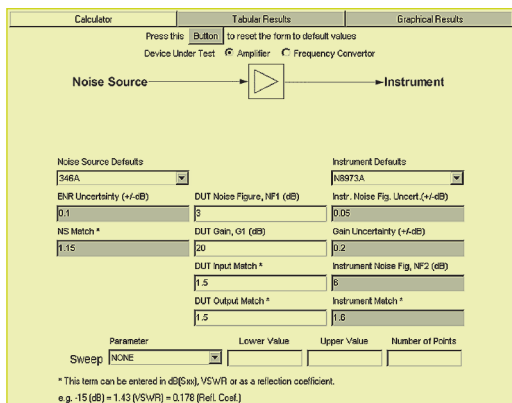 Calculator Tabular Results Graphical Results
Press this Button to reset the form to default values
Device Under Test Amplifier Frequency Convertor
Noise Source Instrument
Noise Source Defaults Instrument Defaults
346A N8973A
ENR Uncertainty (+/-dB) DUT Noise Figure, NF1 (dB) Instr. Noise Fig. Uncert.(+/-dB)
0.1 3 0.05
NS Match * DUT Gain, G1 (dB) Gain Uncertainty (+/-dB)
1.15 20 0.2
DUT Input Match * Instrument Noise Fig, NF2 (dB)
1.5 6
DUT Output Match * Instrument Match *
1.5 1.6
Parameter Lower Value Upper Value Number of Points
Sweep NONE
* This term can be entered in dB(Sxx), VSWR or as a reflection coefficient.
e.g. -15 (dB) = 1.43 (VSWR) = 0.178 (Refl. Coef.)